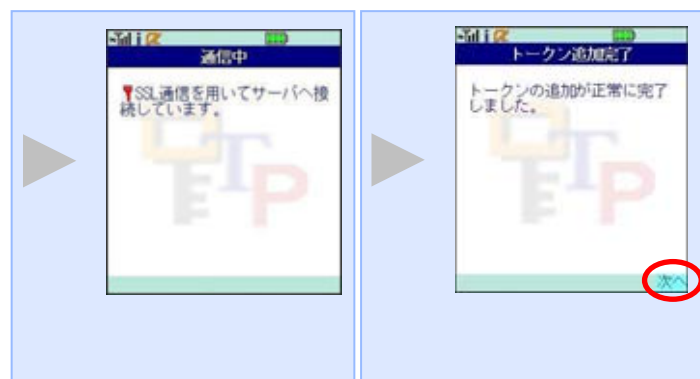 通信中
SSL通信を用いてサーバへ接
続しています。
OTP
トークン追加完了
トークンの追加が正常に完了
しました。
OTP
次へ